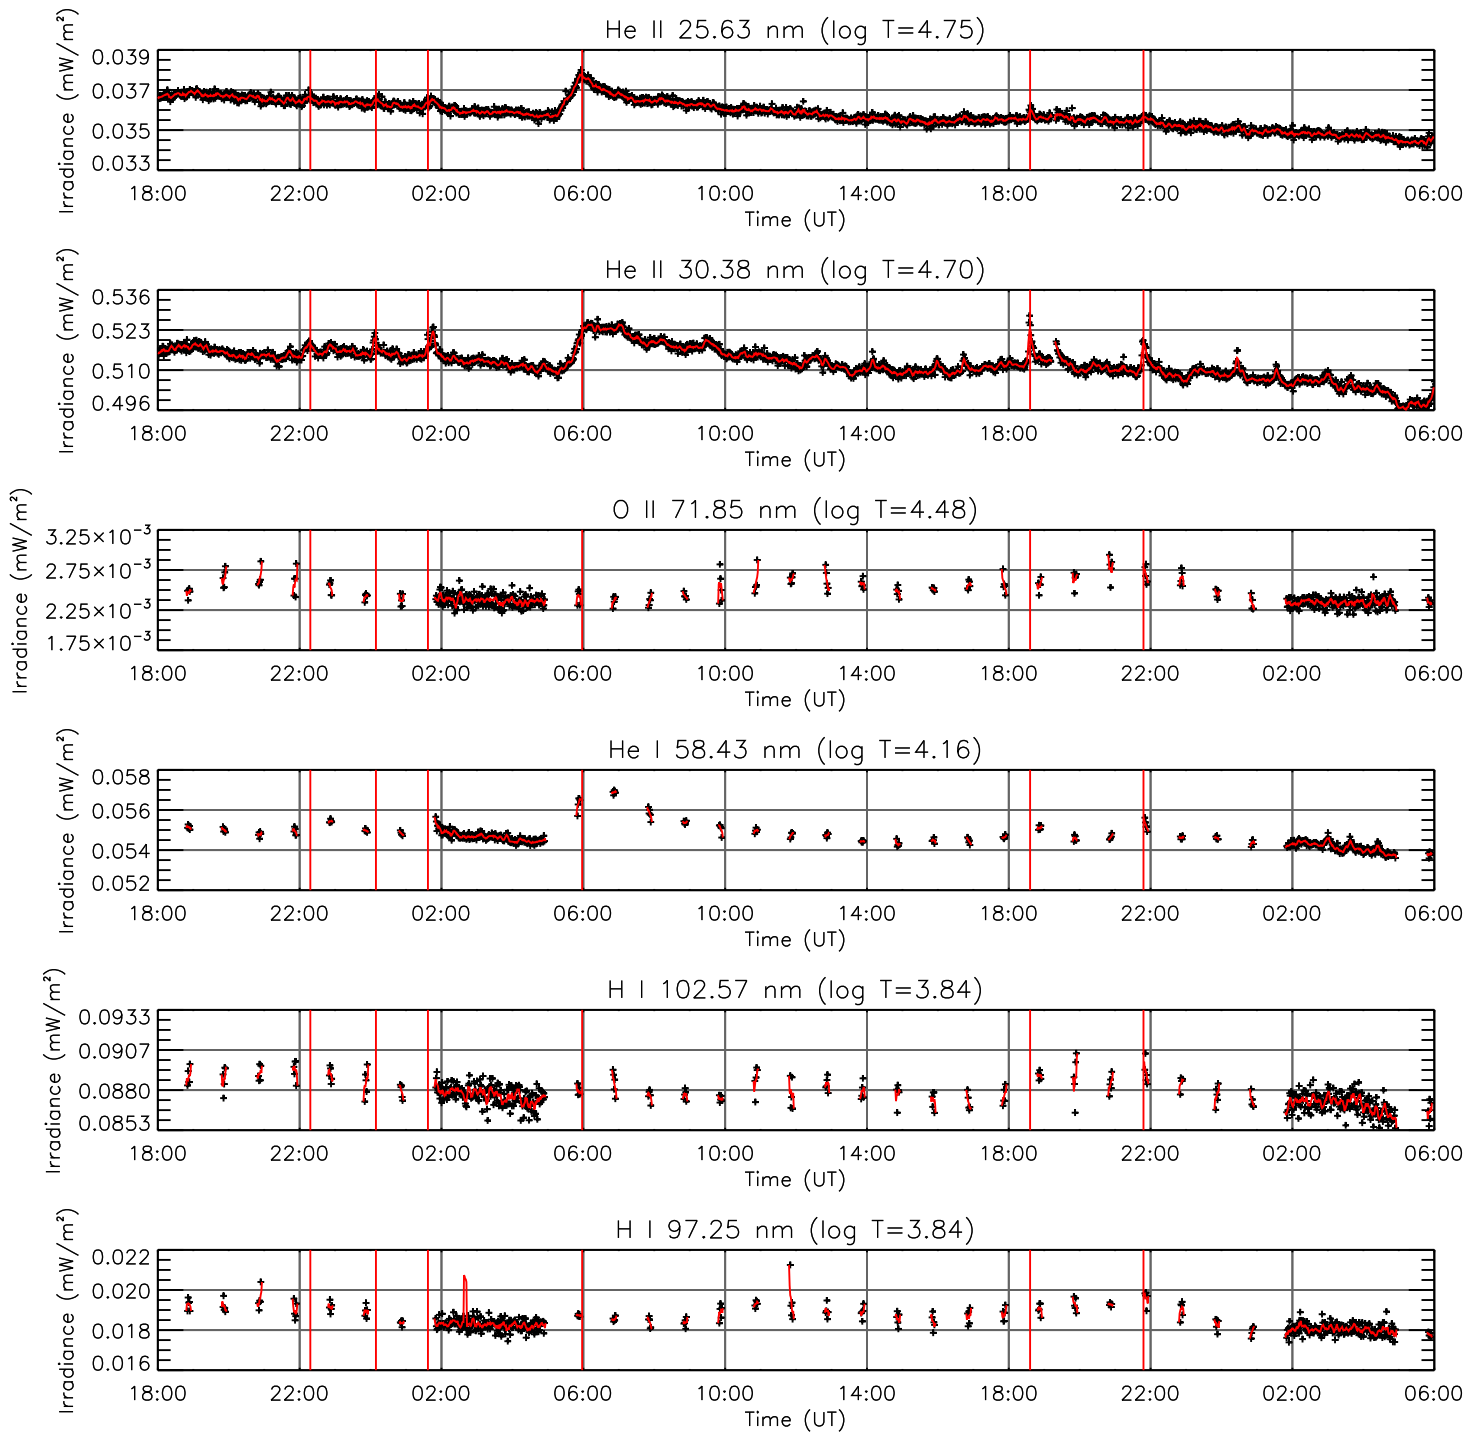 He II 25.63 nm (log T=4.75)
Irradiance (mW/m²)
0.039
0.037
0.035
0.033
18:00 22:00 02:00 06:00 10:00 14:00 18:00 22:00 02:00 06:00
Time (UT)
He II 30.38 nm (log T=4.70)
Irradiance (mW/m²)
0.536
0.523
0.510
0.496
18:00 22:00 02:00 06:00 10:00 14:00 18:00 22:00 02:00 06:00
Time (UT)
O II 71.85 nm (log T=4.48)
Irradiance (mW/m²)
3.25×10⁻³
2.75×10⁻³
2.25×10⁻³
1.75×10⁻³
18:00 22:00 02:00 06:00 10:00 14:00 18:00 22:00 02:00 06:00
Time (UT)
He I 58.43 nm (log T=4.16)
Irradiance (mW/m²)
0.058
0.056
0.054
0.052
18:00 22:00 02:00 06:00 10:00 14:00 18:00 22:00 02:00 06:00
Time (UT)
H I 102.57 nm (log T=3.84)
Irradiance (mW/m²)
0.0933
0.0907
0.0880
0.0853
18:00 22:00 02:00 06:00 10:00 14:00 18:00 22:00 02:00 06:00
Time (UT)
H I 97.25 nm (log T=3.84)
Irradiance (mW/m²)
0.022
0.020
0.018
0.016
18:00 22:00 02:00 06:00 10:00 14:00 18:00 22:00 02:00 06:00
Time (UT)